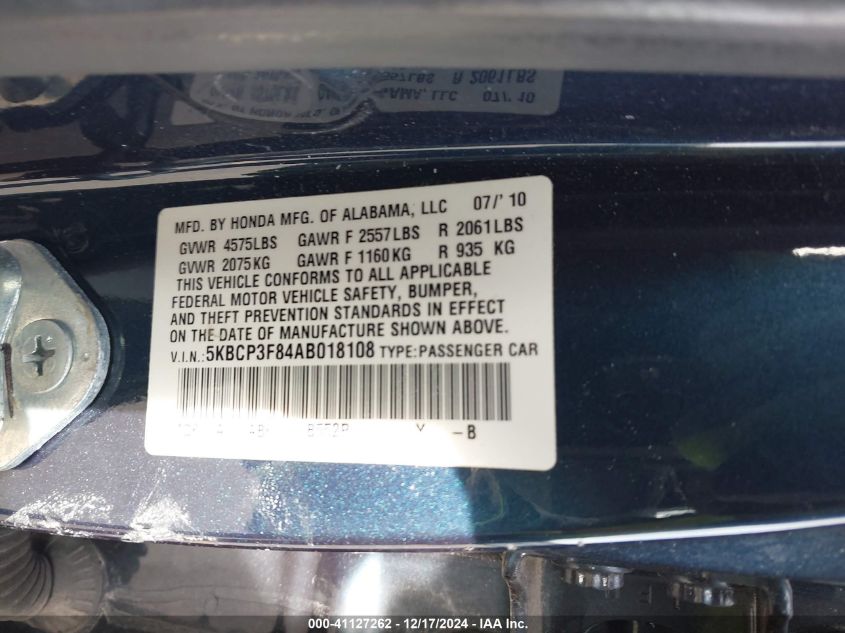 MFD. BY HONDA MFG. OF ALABAMA, LLC 07/'10
GVWR 4575LBS GAWR F 2557LBS R 2061LBS
GVWR 2075KG GAWR F 1160KG R 935 KG
THIS VEHICLE CONFORMS TO ALL APPLICABLE
FEDERAL MOTOR VEHICLE SAFETY, BUMPER,
AND THEFT PREVENTION STANDARDS IN EFFECT
ON THE DATE OF MANUFACTURE SHOWN ABOVE.
V.I.N.:5KBCP3F84AB018108 TYPE:PASSENGER CAR
-B
000-41127262 - 12/17/2024 - IAAI.COM